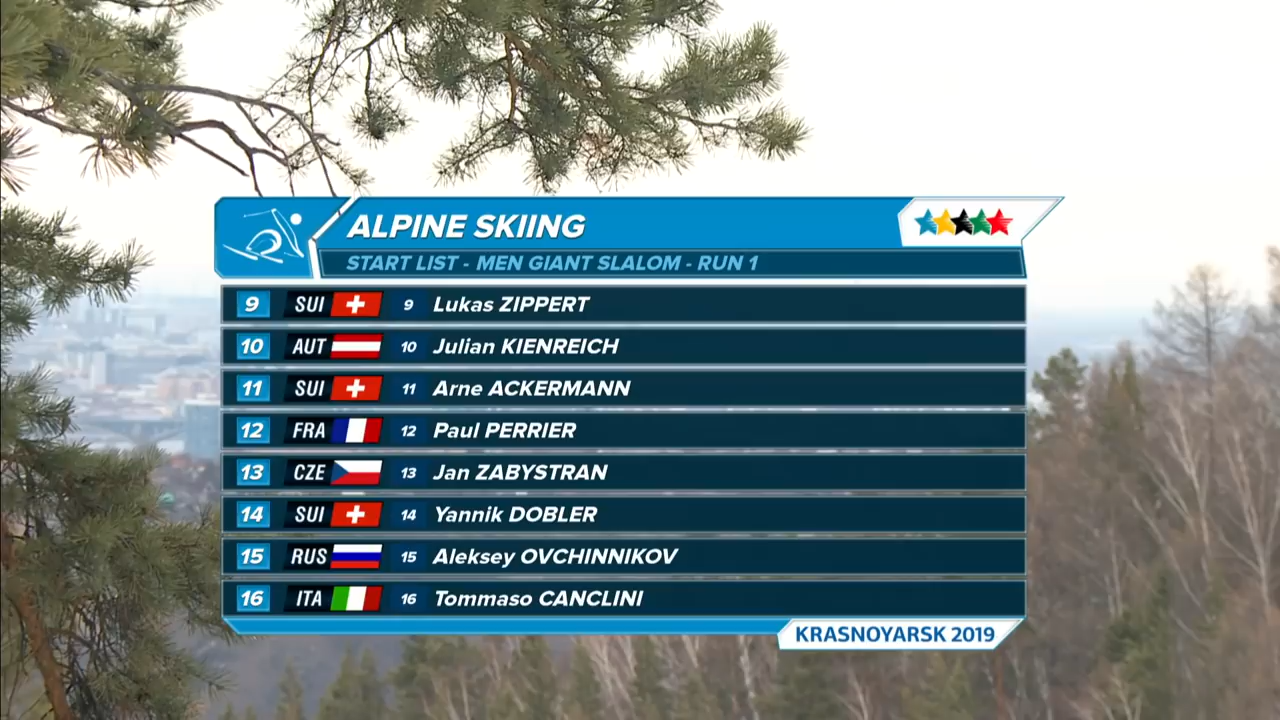 ALPINE SKIING
START LIST - MEN GIANT SLALOM - RUN 1
9 SUI 9 Lukas ZIPPERT
10 AUT 10 Julian KIENREICH
11 SUI 11 Arne ACKERMANN
12 FRA 12 Paul PERRIER
13 CZE 13 Jan ZABYSTRAN
14 SUI 14 Yannik DOBLER
15 RUS 15 Aleksey OVCHINNIKOV
16 ITA 16 Tommaso CANCLINI
KRASNOYARSK 2019